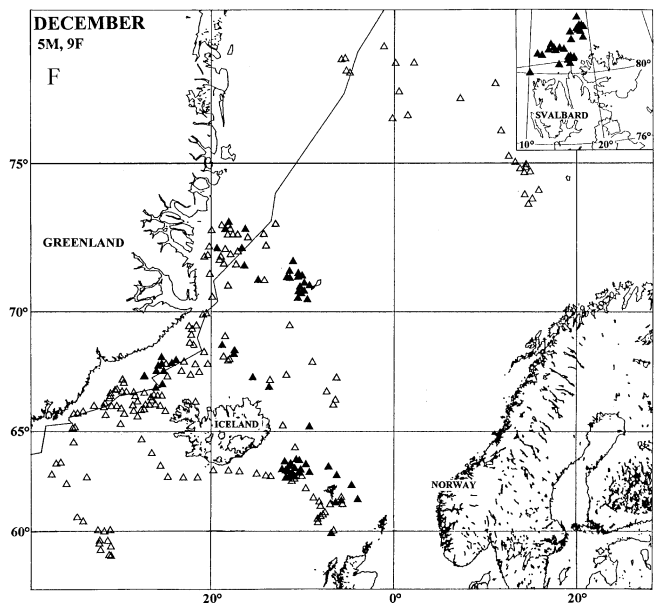 DECEMBER
5M, 9F
F
80°
SVALBARD
76°
10° 20°
75°
GREENLAND
70°
ICELAND
65°
NORWAY
60°
20° 0° 20°